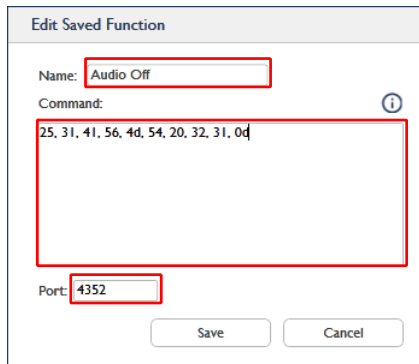 Edit Saved Function
Name: Audio Off
Command:
25, 31, 41, 56, 4d, 54, 20, 32, 31, 0d
Port: 4352
Save Cancel